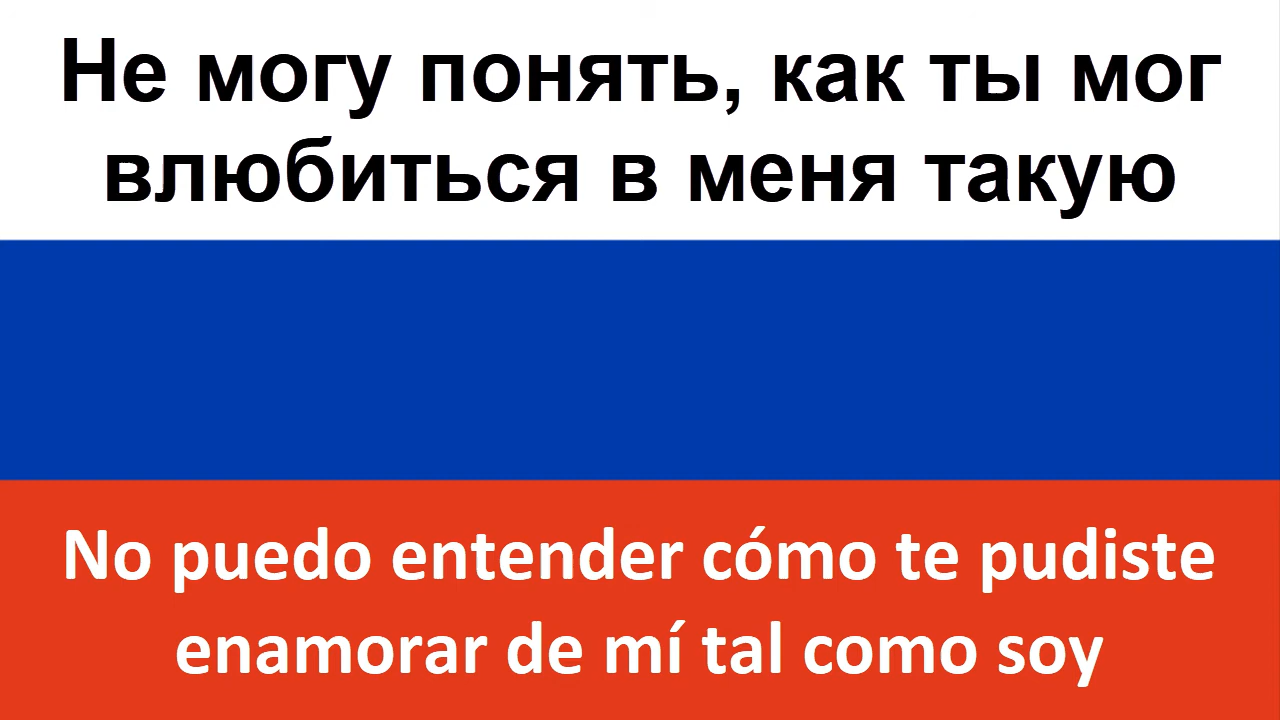 Не могу понять, как ты мог
влюбиться в меня такую
No puedo entender cómo te pudiste
enamorar de mí tal como soy